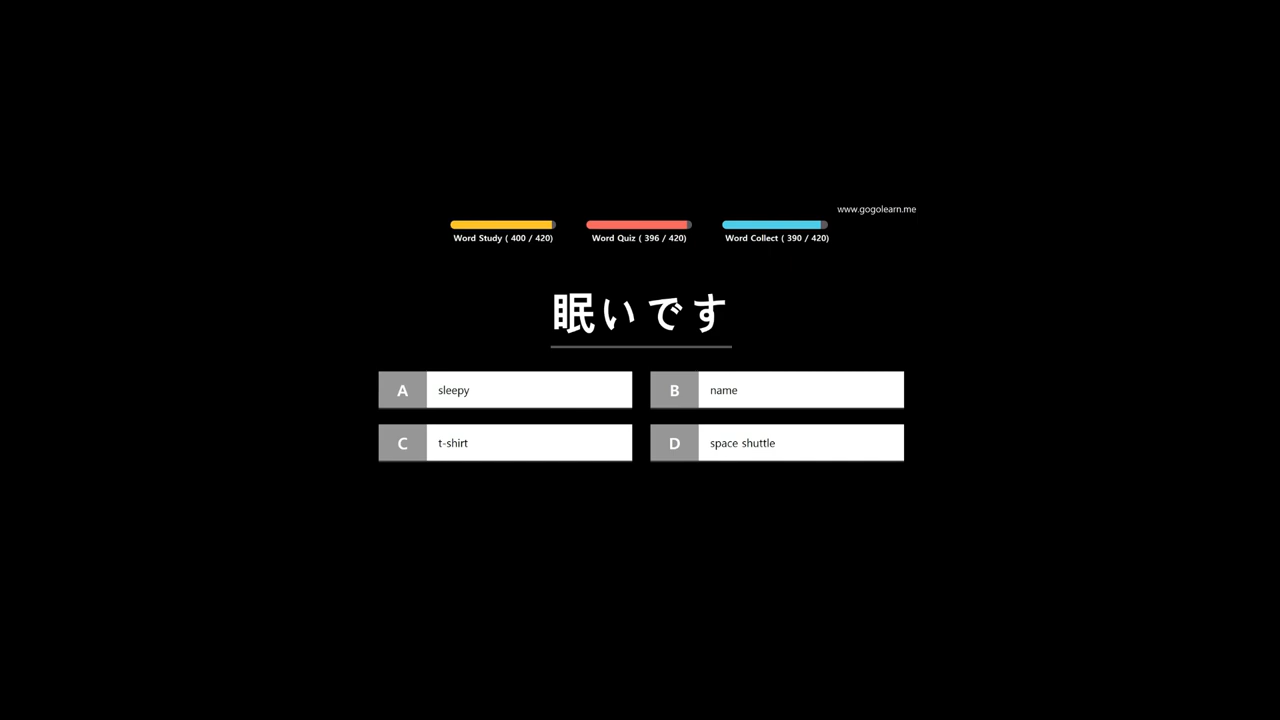 www.gogolearn.me
Word Study ( 400 / 420)
Word Quiz ( 396 / 420)
Word Collect ( 390 / 420)
眠いです
A sleepy
B name
C t-shirt
D space shuttle